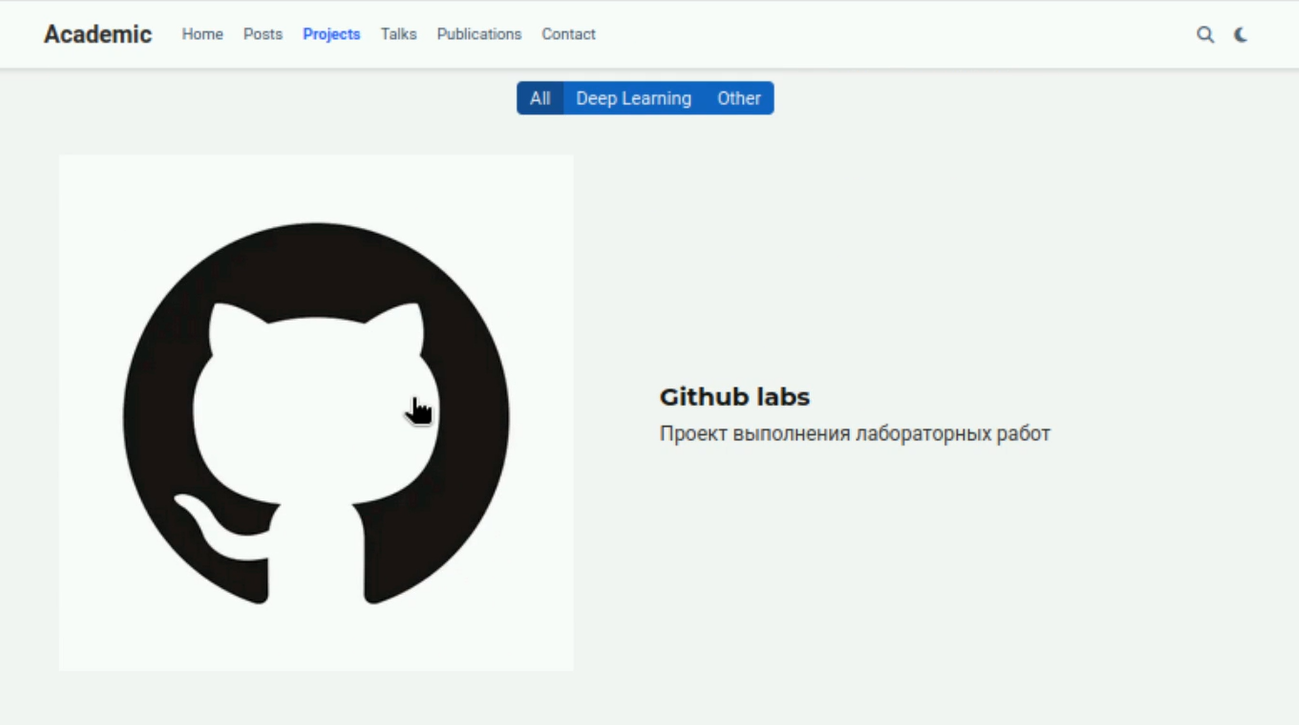 Academic Home Posts Projects Talks Publications Contact
All Deep Learning Other
Github labs
Проект выполнения лабораторных работ